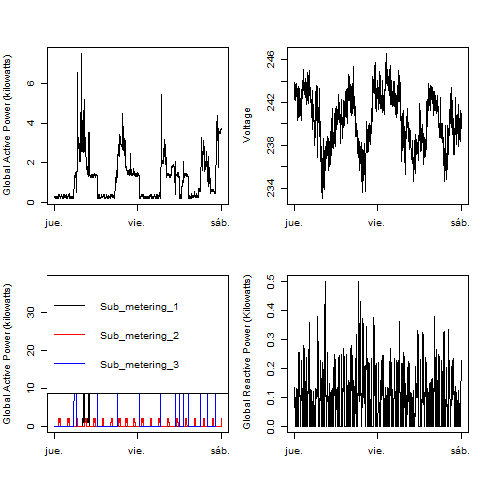 Global Active Power (kilowatts)
0
2
4
6
jue.
vie.
sáb.
Voltage
234
238
242
246
jue.
vie.
sáb.
Global Active Power (kilowatts)
0
10
20
30
Sub_metering_1
Sub_metering_2
Sub_metering_3
jue.
vie.
sáb.
Global Reactive Power (Kilowatts)
0.0
0.1
0.2
0.3
0.4
0.5
jue.
vie.
sáb.